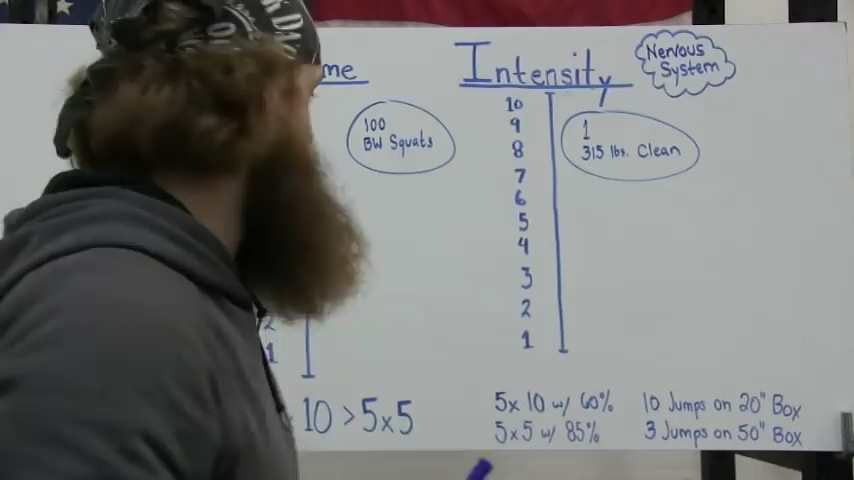 me
Intensity
Nervous
System
100
BW Squats
1
315 lbs. Clean
10
9
8
7
6
5
4
3
2
1
2
1
10 > 5x5
5x 10 w/ 60%
5x5 w/ 85%
10 Jumps on 20" Box
3 Jumps on 50" Box